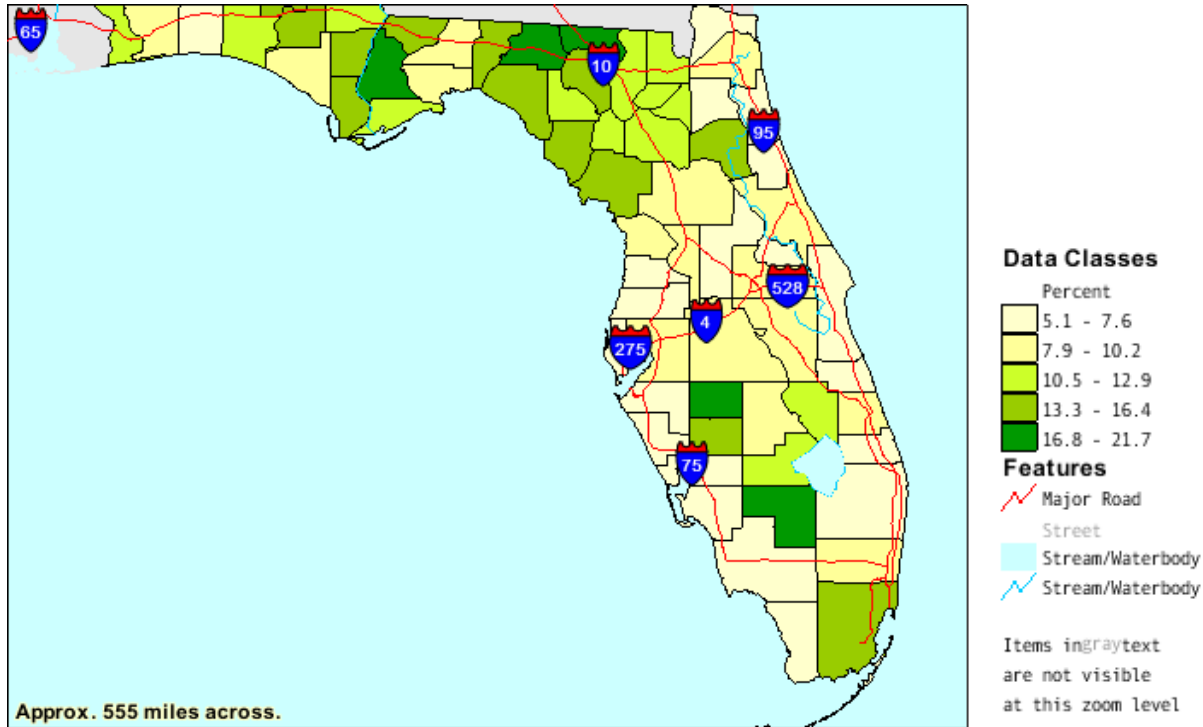 65
10
95
528
4
275
75
Approx. 555 miles across.
Data Classes
Percent
5.1 - 7.6
7.9 - 10.2
10.5 - 12.9
13.3 - 16.4
16.8 - 21.7
Features
Major Road
Street
Stream/Waterbody
Stream/Waterbody
Items in gray text
are not visible
at this zoom level